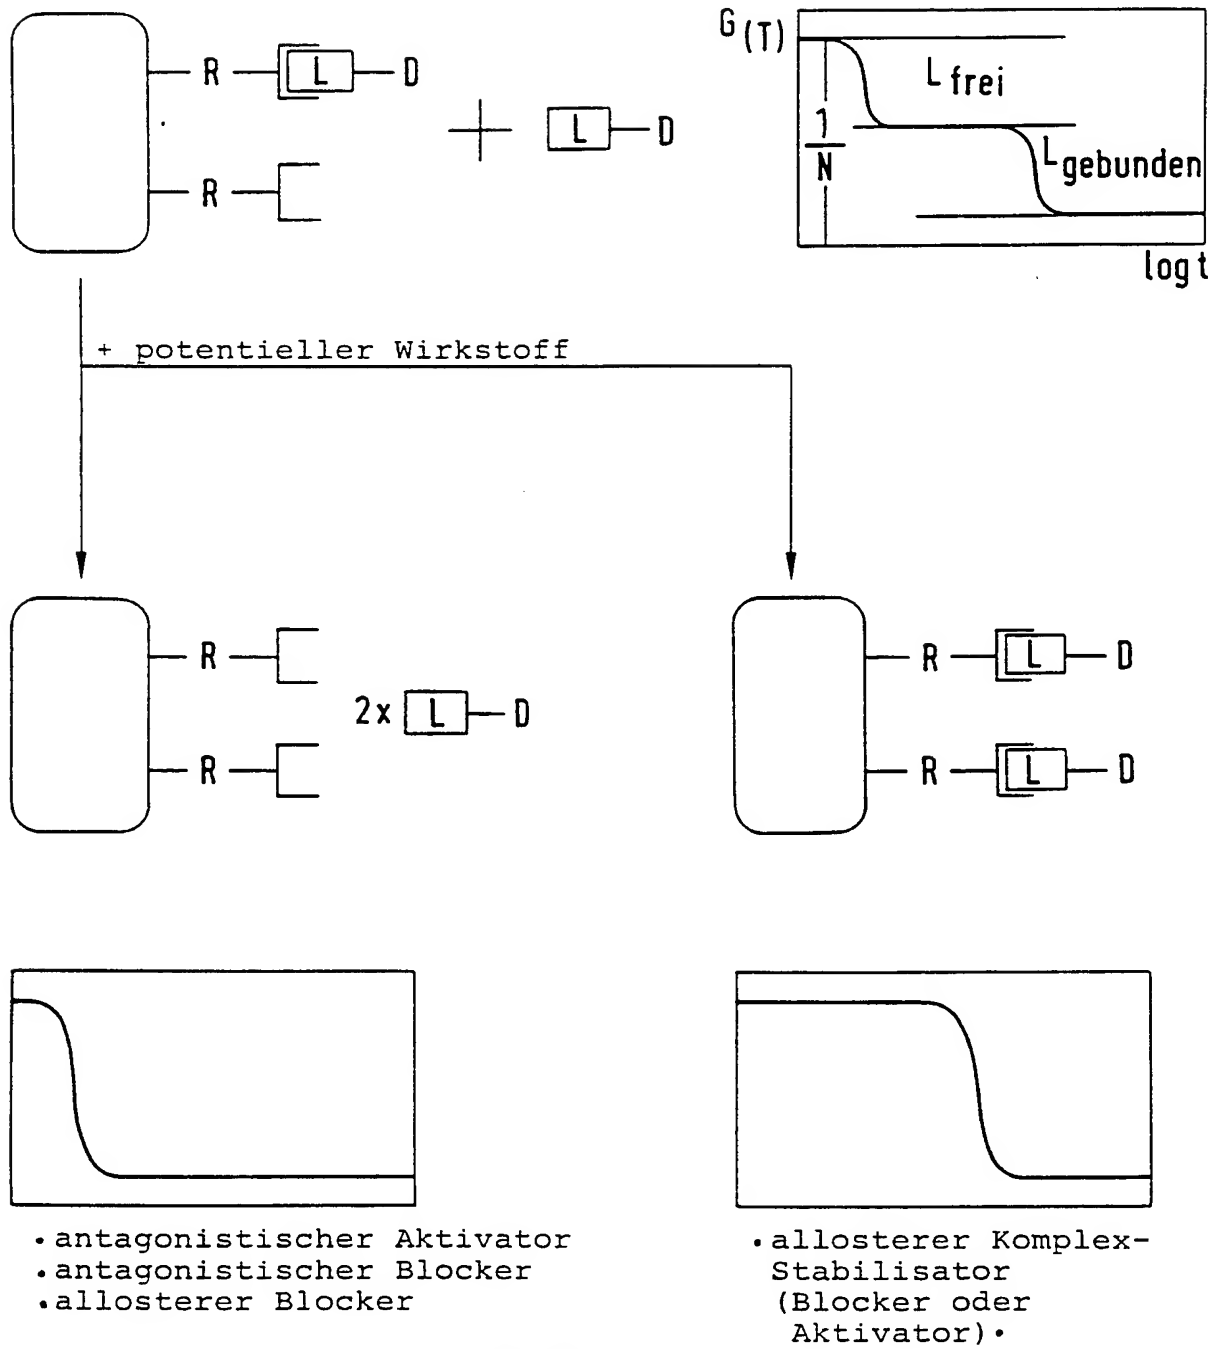 R L D
L D
R
G(T)
L frei
1
N
L gebunden
log t
+ potentieller Wirkstoff
R
2x L D
R
R L D
R L D
•antagonistischer Aktivator
•antagonistischer Blocker
•allosterer Blocker
•allosterer Komplex-
Stabilisator
(Blocker oder
Aktivator)•